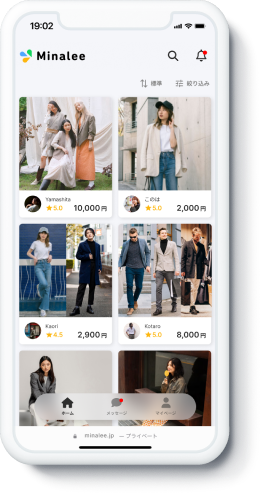 19:02
Minalee
標準 絞り込み
Yamashita
5.0 10,000円
このは
5.0 2,000円
Kaori
4.5 2,900円
Kotaro
5.0 8,000円
ホーム メッセージ マイページ
minalee.jp — プライベート